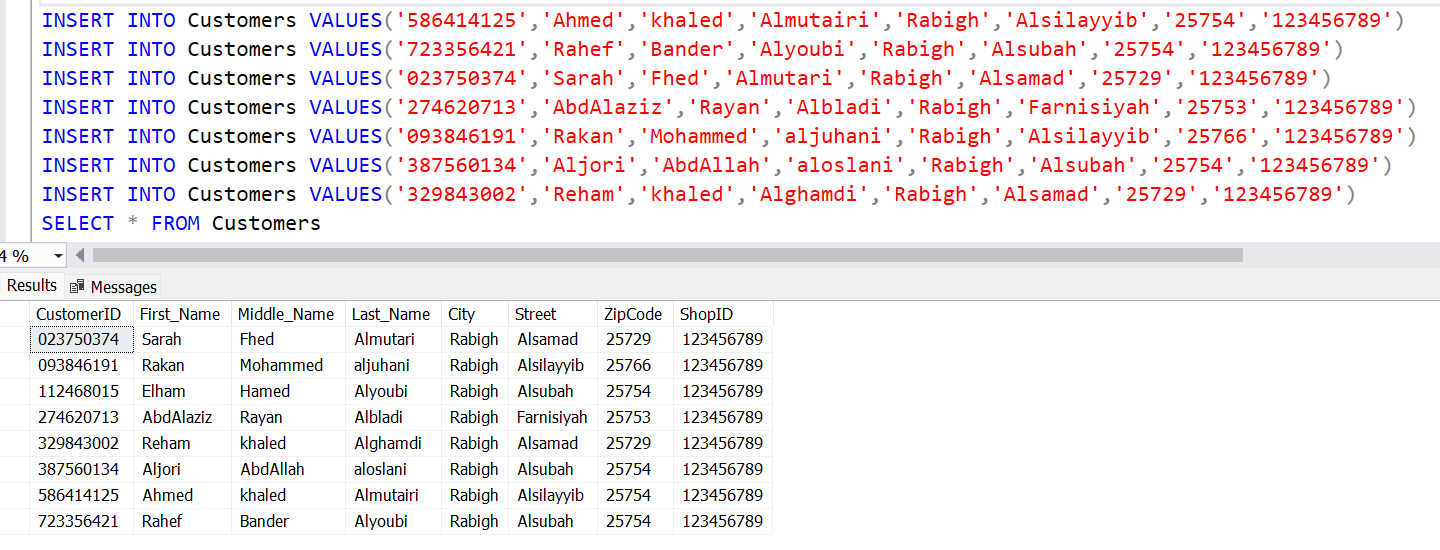 INSERT INTO Customers VALUES('586414125','Ahmed','khaled','Almutairi','Rabigh','Alsilayyib','25754','123456789')
INSERT INTO Customers VALUES('723356421','Rahef','Bander','Alyoubi','Rabigh','Alsubah','25754','123456789')
INSERT INTO Customers VALUES('023750374','Sarah','Fhed','Almutari','Rabigh','Alsamad','25729','123456789')
INSERT INTO Customers VALUES('274620713','AbdAlaziz','Rayan','Albladi','Rabigh','Farnisiyah','25753','123456789')
INSERT INTO Customers VALUES('093846191','Rakan','Mohammed','aljuhani','Rabigh','Alsilayyib','25766','123456789')
INSERT INTO Customers VALUES('387560134','Aljori','AbdAllah','aloslani','Rabigh','Alsubah','25754','123456789')
INSERT INTO Customers VALUES('329843002','Reham','khaled','Alghamdi','Rabigh','Alsamad','25729','123456789')
SELECT * FROM Customers
4 %
Results Messages
CustomerID First_Name Middle_Name Last_Name City Street ZipCode ShopID
023750374 Sarah Fhed Almutari Rabigh Alsamad 25729 123456789
093846191 Rakan Mohammed aljuhani Rabigh Alsilayyib 25766 123456789
112468015 Elham Hamed Alyoubi Rabigh Alsubah 25754 123456789
274620713 AbdAlaziz Rayan Albladi Rabigh Farnisiyah 25753 123456789
329843002 Reham khaled Alghamdi Rabigh Alsamad 25729 123456789
387560134 Aljori AbdAllah aloslani Rabigh Alsubah 25754 123456789
586414125 Ahmed khaled Almutairi Rabigh Alsilayyib 25754 123456789
723356421 Rahef Bander Alyoubi Rabigh Alsubah 25754 123456789